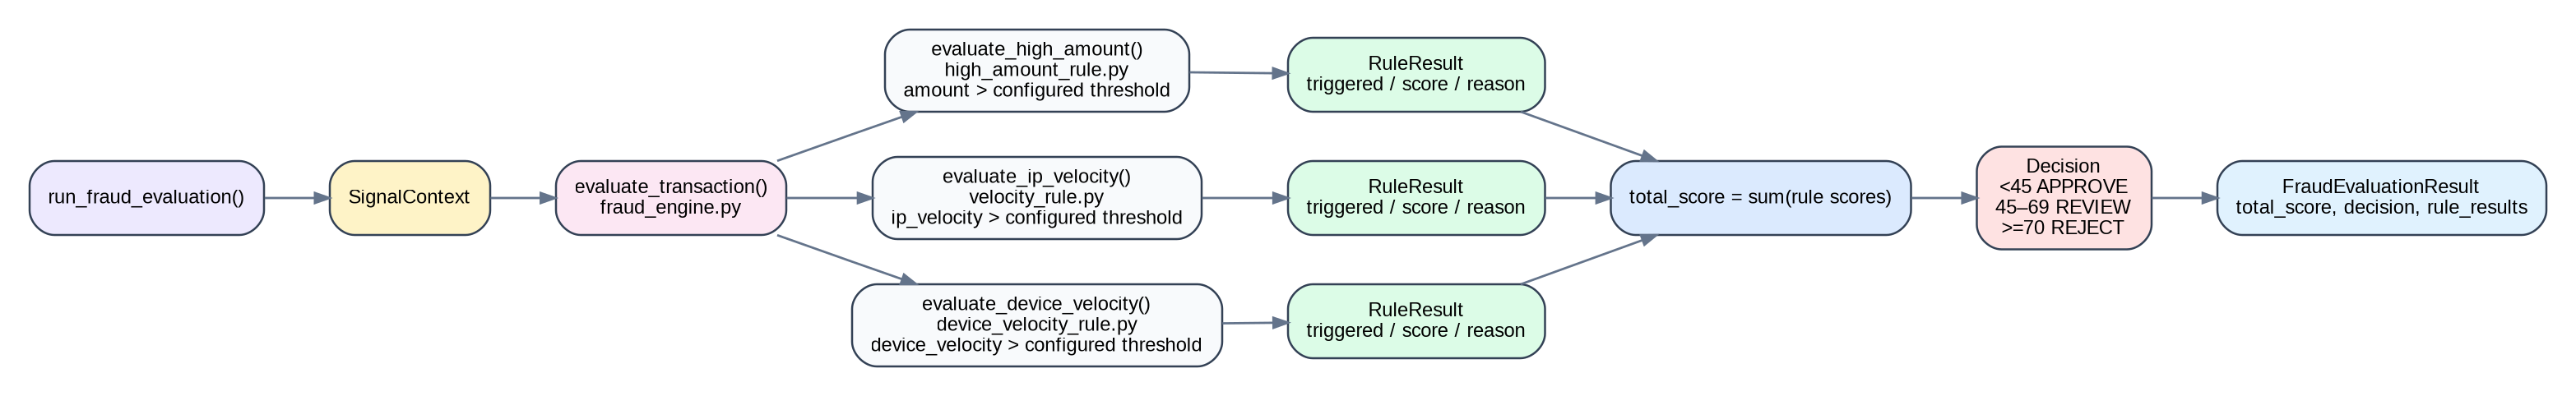 run_fraud_evaluation()
SignalContext
evaluate_transaction()
fraud_engine.py
evaluate_high_amount()
high_amount_rule.py
amount > configured threshold
evaluate_ip_velocity()
velocity_rule.py
ip_velocity > configured threshold
evaluate_device_velocity()
device_velocity_rule.py
device_velocity > configured threshold
RuleResult
triggered / score / reason
RuleResult
triggered / score / reason
RuleResult
triggered / score / reason
total_score = sum(rule scores)
Decision
<45 APPROVE
45–69 REVIEW
>=70 REJECT
FraudEvaluationResult
total_score, decision, rule_results